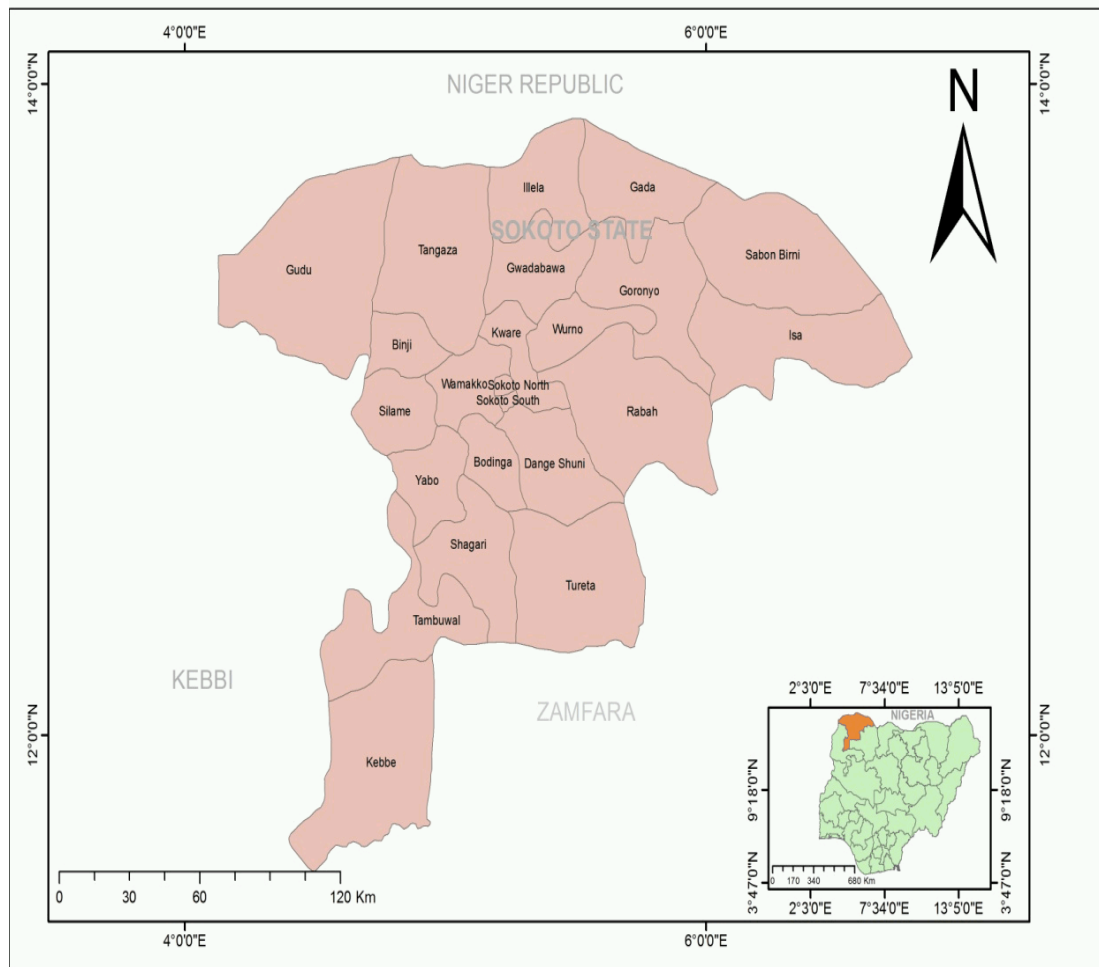 4°0'0"E
6°0'0"E
14°0'0"N
14°0'0"N
NIGER REPUBLIC
N
Illela
Gada
SOKOTO STATE
Tangaza
Sabon Birni
Gudu
Gwadabawa
Goronyo
Kware
Wurno
Isa
Binji
Wamakko
Sokoto North
Sokoto South
Silame
Rabah
Bodinga
Dange Shuni
Yabo
Shagari
Tureta
Tambuwal
KEBBI
ZAMFARA
12°0'0"N
12°0'0"N
Kebbe
2°3'0"E
7°34'0"E
13°5'0"E
NIGERIA
9°18'0"N
9°18'0"N
3°47'0"N
3°47'0"N
0 170 340 680 Km
2°3'0"E
7°34'0"E
13°5'0"E
0 30 60 120 Km
4°0'0"E
6°0'0"E